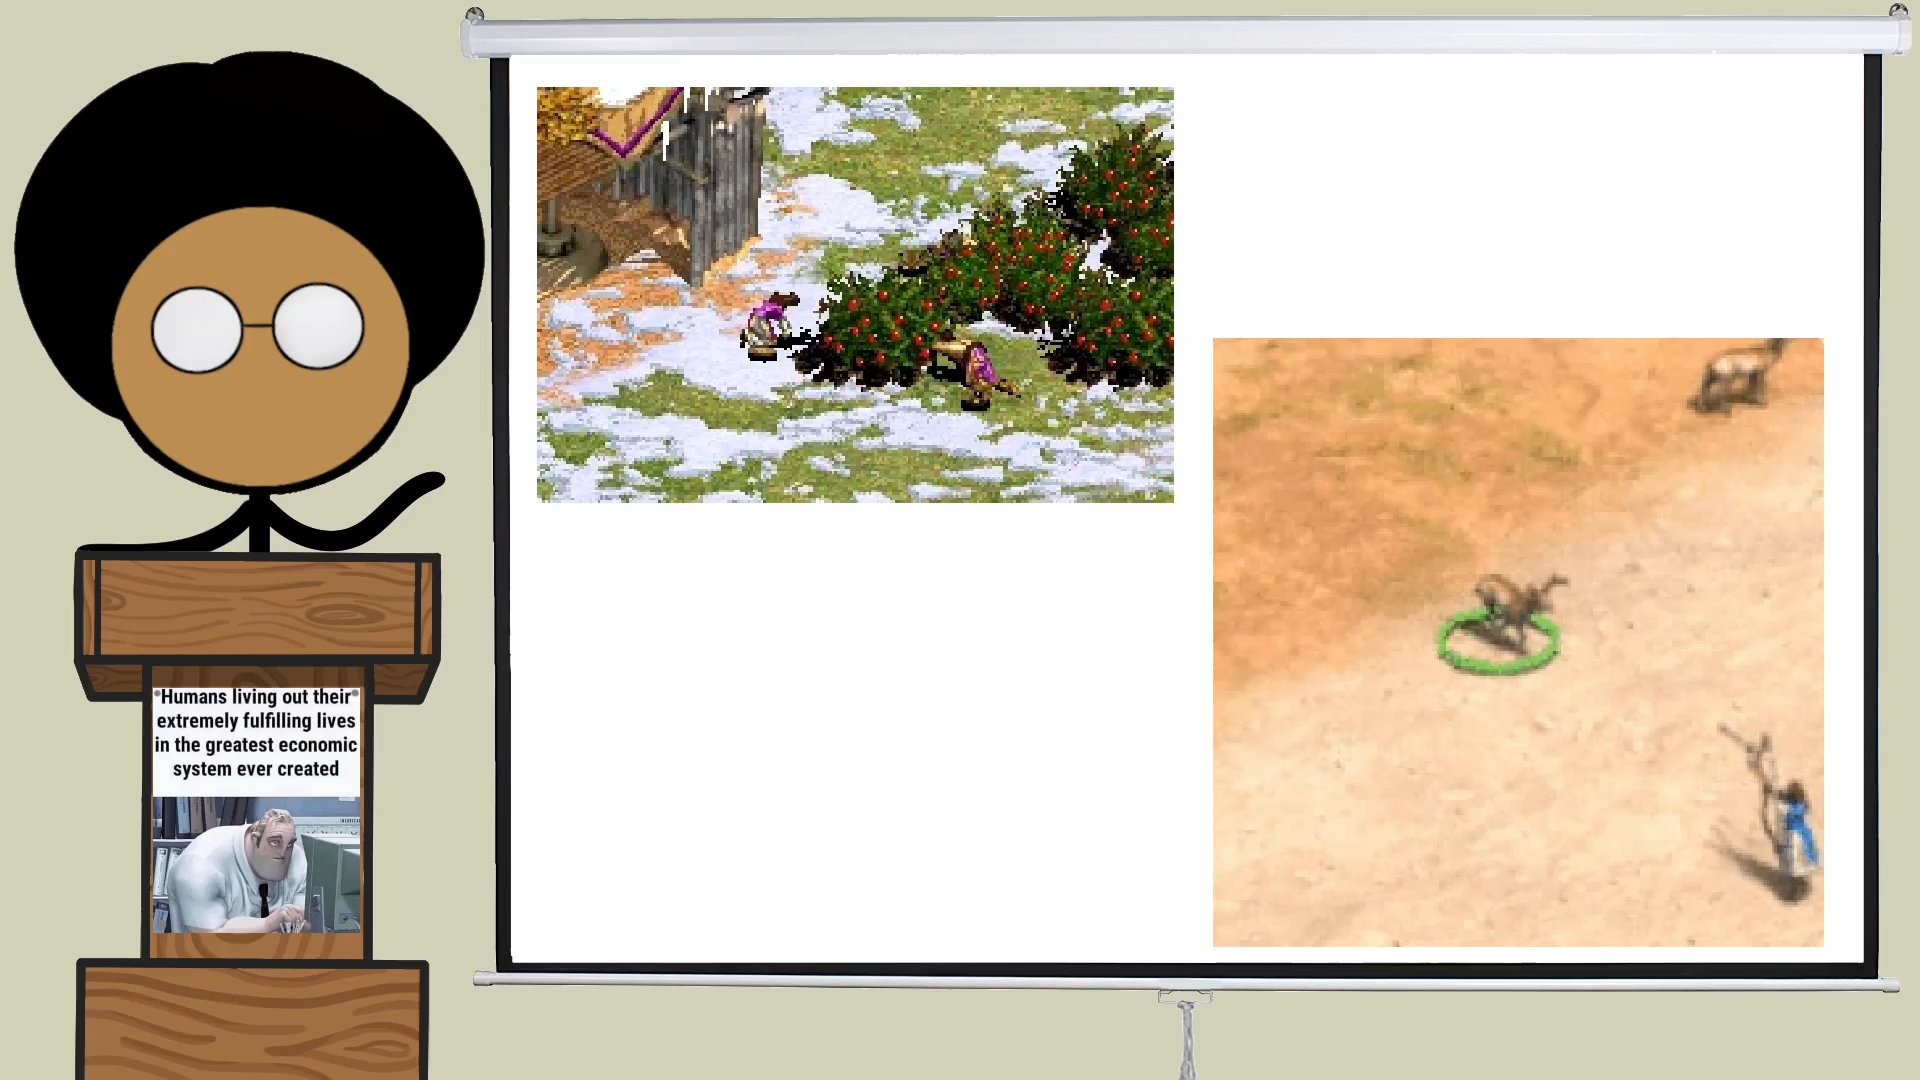 Humans living out their
extremely fulfilling lives
in the greatest economic
system ever created